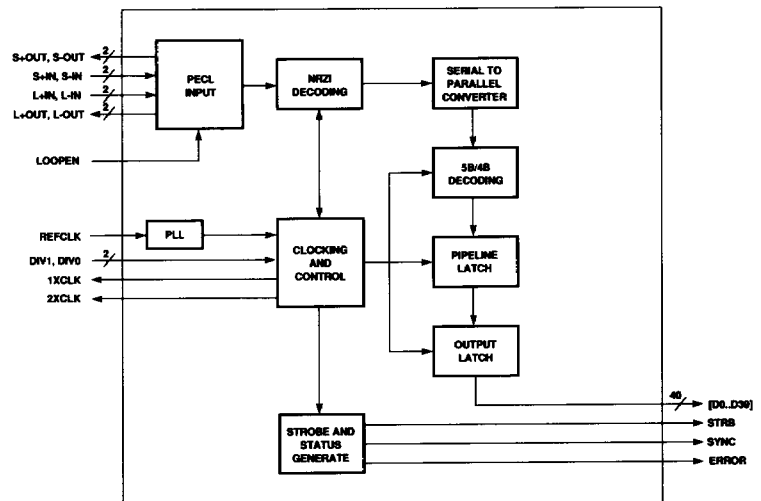 S+OUT, S-OUT
2
S+IN, S-IN
2
L+IN, L-IN
2
L+OUT, L-OUT
2
LOOPEN
PECL
INPUT
NRZI
DECODING
SERIAL TO
PARALLEL
CONVERTER
5B/4B
DECODING
REFCLK
PLL
DIV1, DIV0
2
1XCLK
2XCLK
CLOCKING
AND
CONTROL
PIPELINE
LATCH
OUTPUT
LATCH
40
[D0..D39]
STROBE AND
STATUS
GENERATE
STRB
SYNC
ERROR